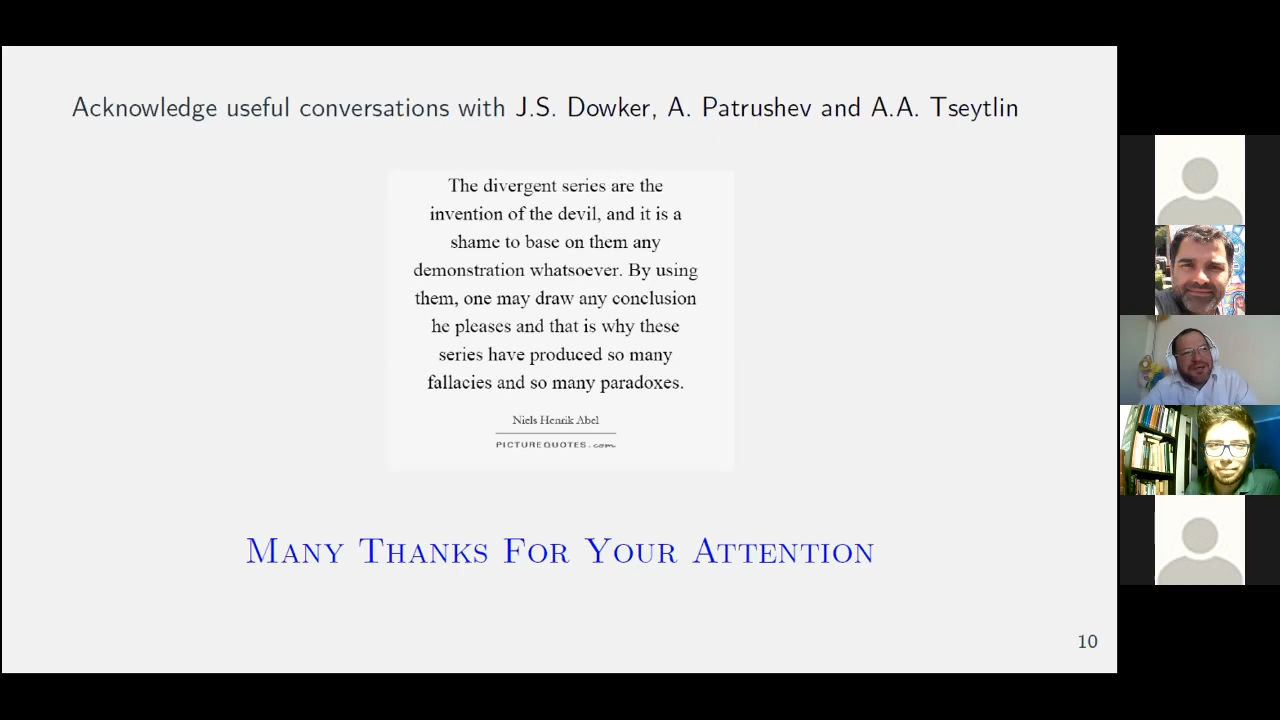 Acknowledge useful conversations with J.S. Dowker, A. Patrushev and A.A. Tseytlin
The divergent series are the
invention of the devil, and it is a
shame to base on them any
demonstration whatsoever. By using
them, one may draw any conclusion
he pleases and that is why these
series have produced so many
fallacies and so many paradoxes.
Niels Henrik Abel
PICTUREQUOTES.com
Many Thanks For Your Attention
10